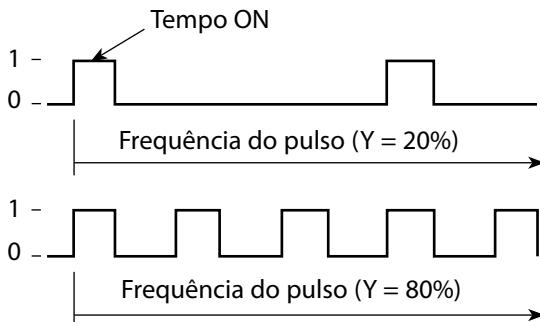 Tempo ON
1
0
Frequência do pulso (Y = 20%)
1
0
Frequência do pulso (Y = 80%)